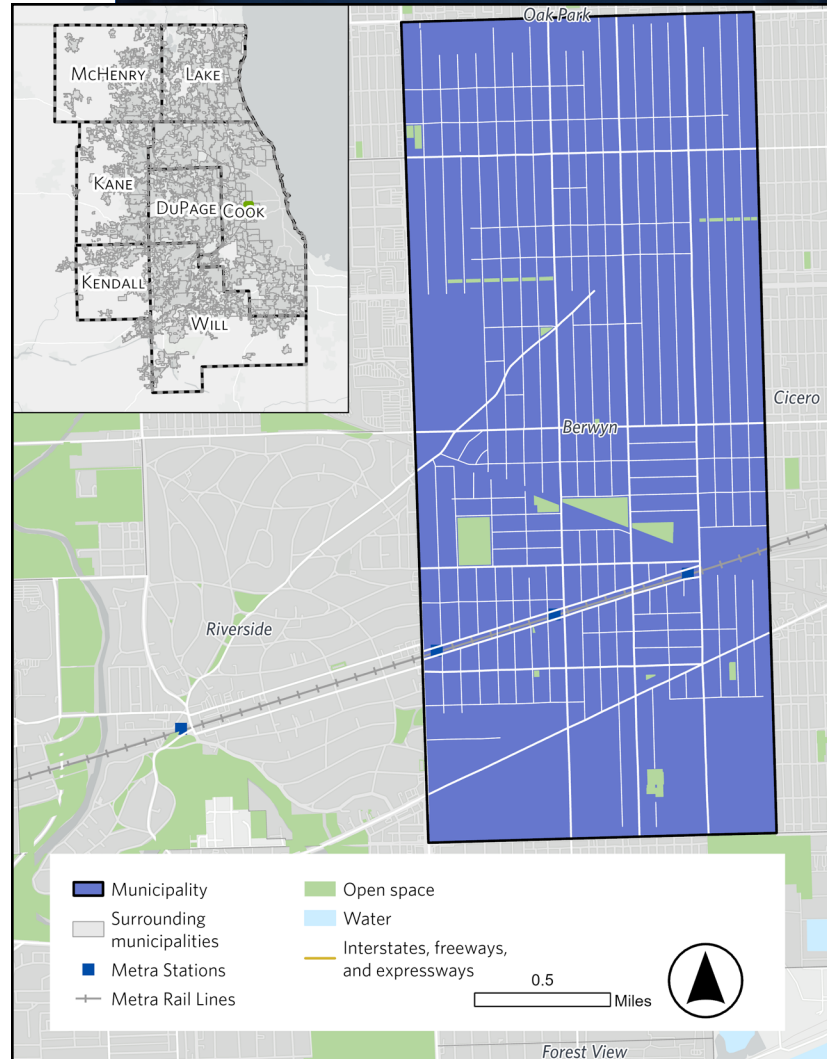 Oak Park
McHenry
Lake
Kane
DuPage
Cook
Kendall
Will
Cicero
Berwyn
Riverside
Municipality
Surrounding
municipalities
Metra Stations
Metra Rail Lines
Open space
Water
Interstates, freeways,
and expressways
0.5
Miles
Forest View